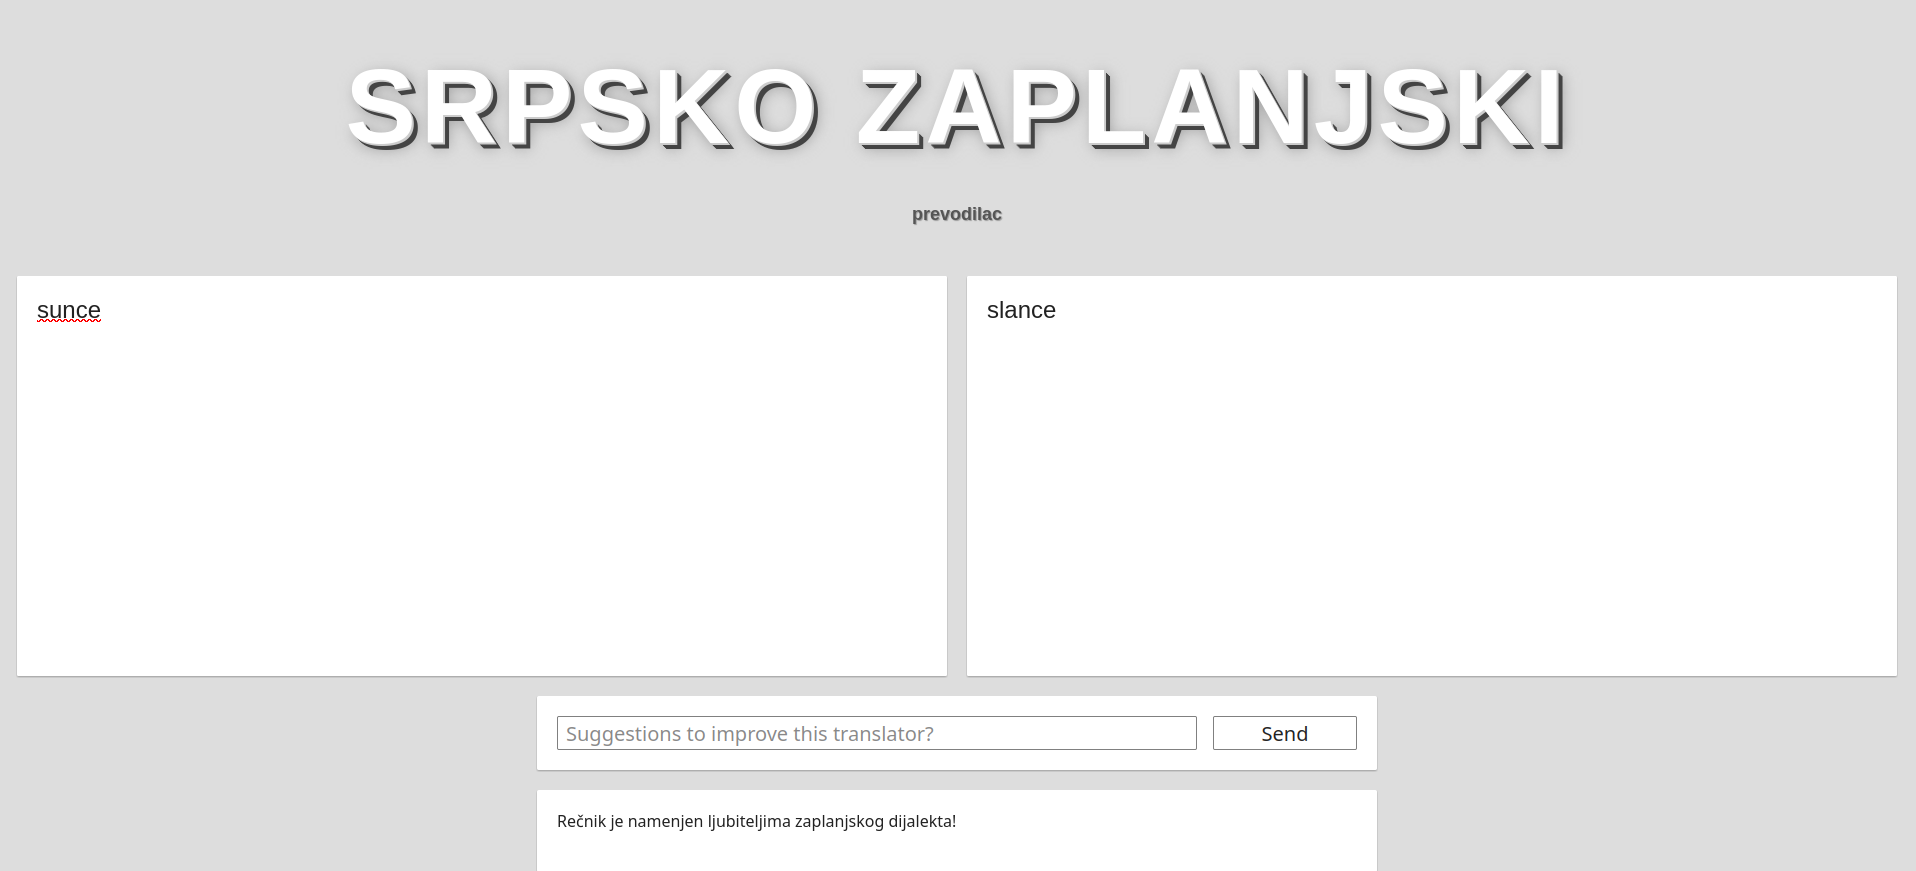 SRPSKO ZAPLANJSKI
prevodilac
sunce
slance
Suggestions to improve this translator?
Send
Rečnik je namenjen ljubiteljima zaplanjskog dijalekta!